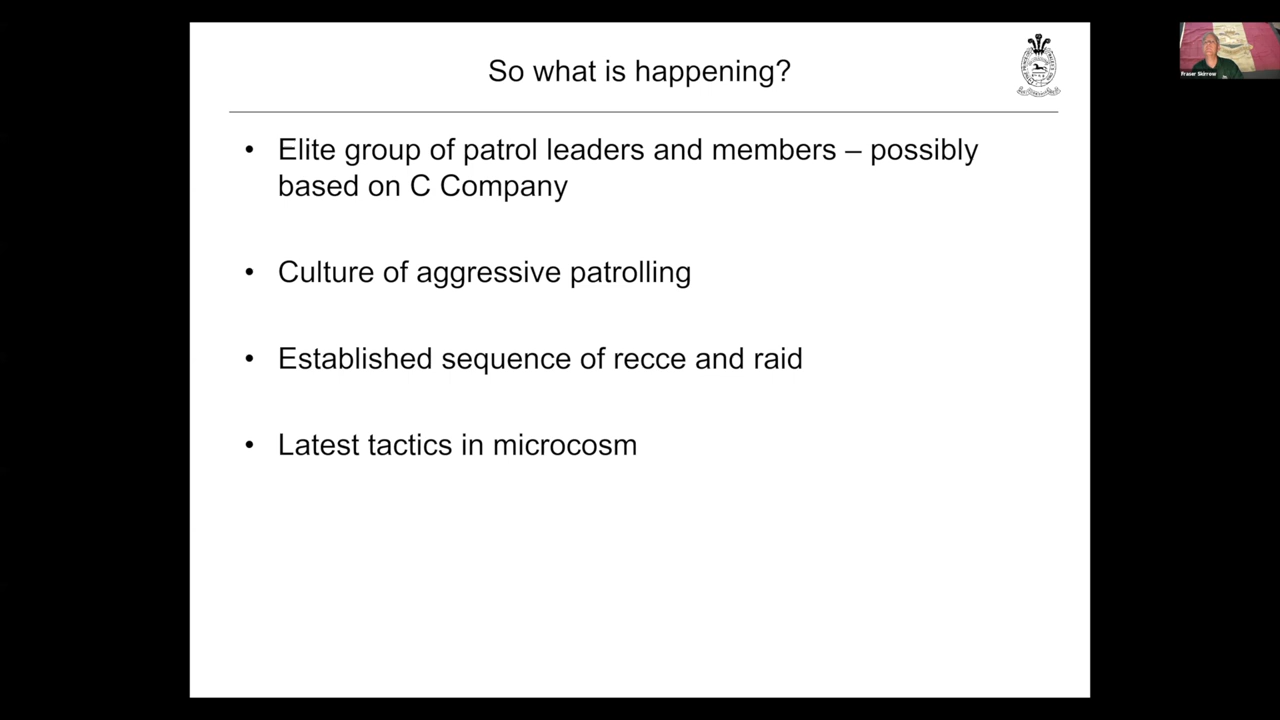 So what is happening?
Fraser Skirrow
• Elite group of patrol leaders and members – possibly
based on C Company
• Culture of aggressive patrolling
• Established sequence of recce and raid
• Latest tactics in microcosm